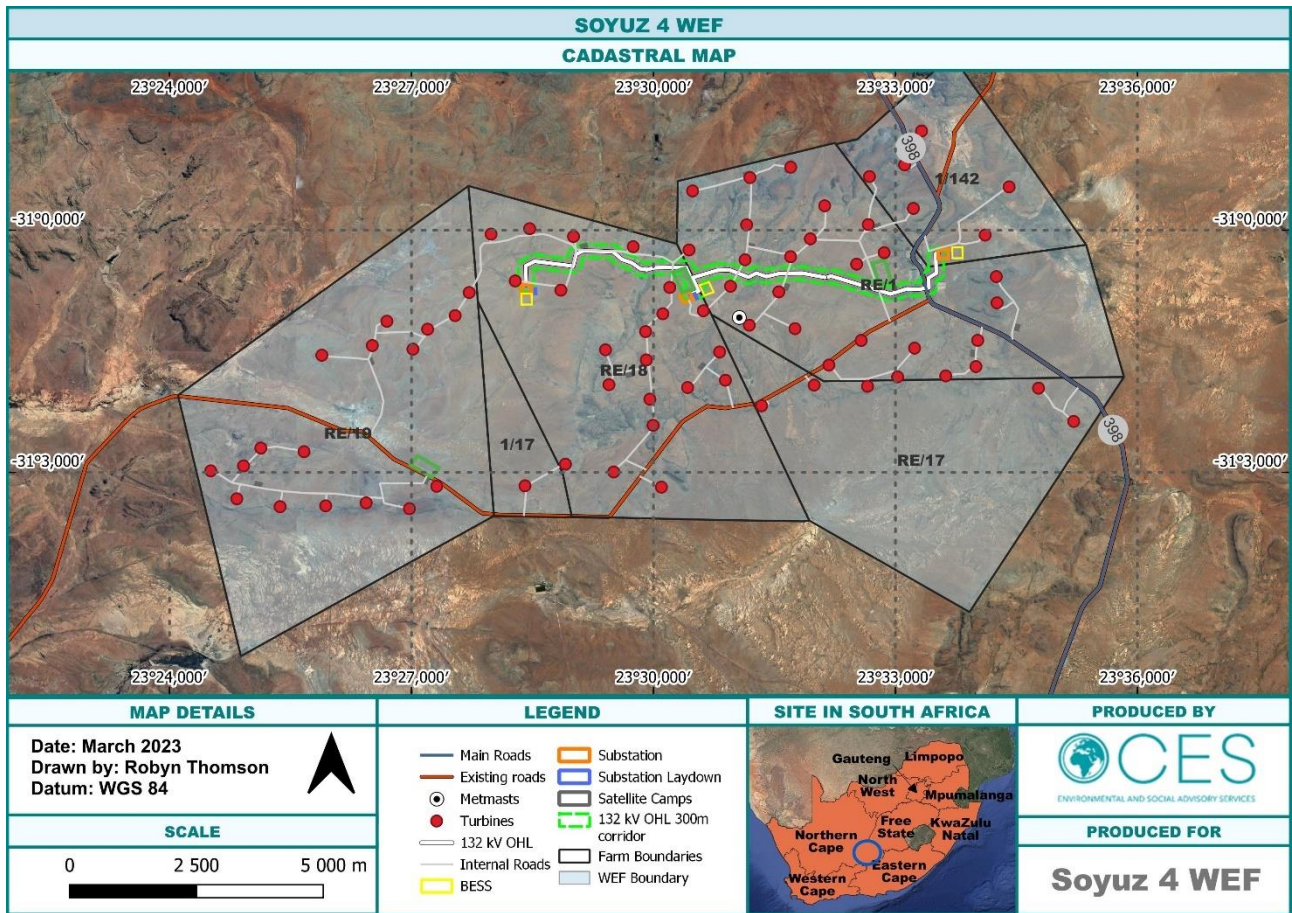 SOYUZ 4 WEF
CADASTRAL MAP
23°24,000′ 23°27,000′ 23°30,000′ 23°33,000′ 23°36,000′
398
1/142
-31°0,000′ -31°0,000′
RE/1
RE/18
RE/19
1/17
398
RE/17
-31°3,000′ -31°3,000′
23°24,000′ 23°27,000′ 23°30,000′ 23°33,000′ 23°36,000′
MAP DETAILS
Date: March 2023
Drawn by: Robyn Thomson
Datum: WGS 84
SCALE
0 2 500 5 000 m
LEGEND
Main Roads
Existing roads
Metmasts
Turbines
132 kV OHL
Internal Roads
BESS
Substation
Substation Laydown
Satellite Camps
132 kV OHL 300m
corridor
Farm Boundaries
WEF Boundary
SITE IN SOUTH AFRICA
Gauteng
Limpopo
North
West
Mpumalanga
Free
State
KwaZulu
Natal
Northern
Cape
Eastern
Cape
Western
Cape
PRODUCED BY
CES
ENVIRONMENTAL AND SOCIAL ADVISORY SERVICES
PRODUCED FOR
Soyuz 4 WEF